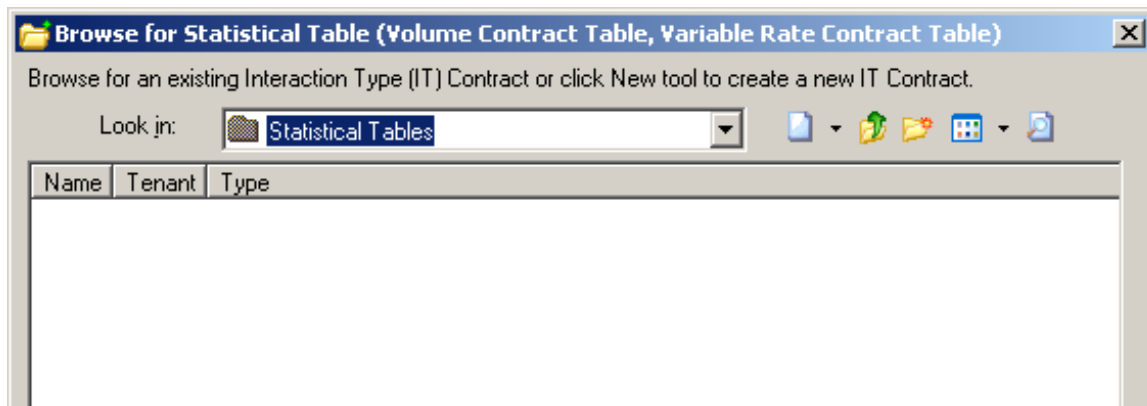 Browse for Statistical Table (Volume Contract Table, Variable Rate Contract Table)
Browse for an existing Interaction Type (IT) Contract or click New tool to create a new IT Contract.
Look in: Statistical Tables
Name Tenant Type